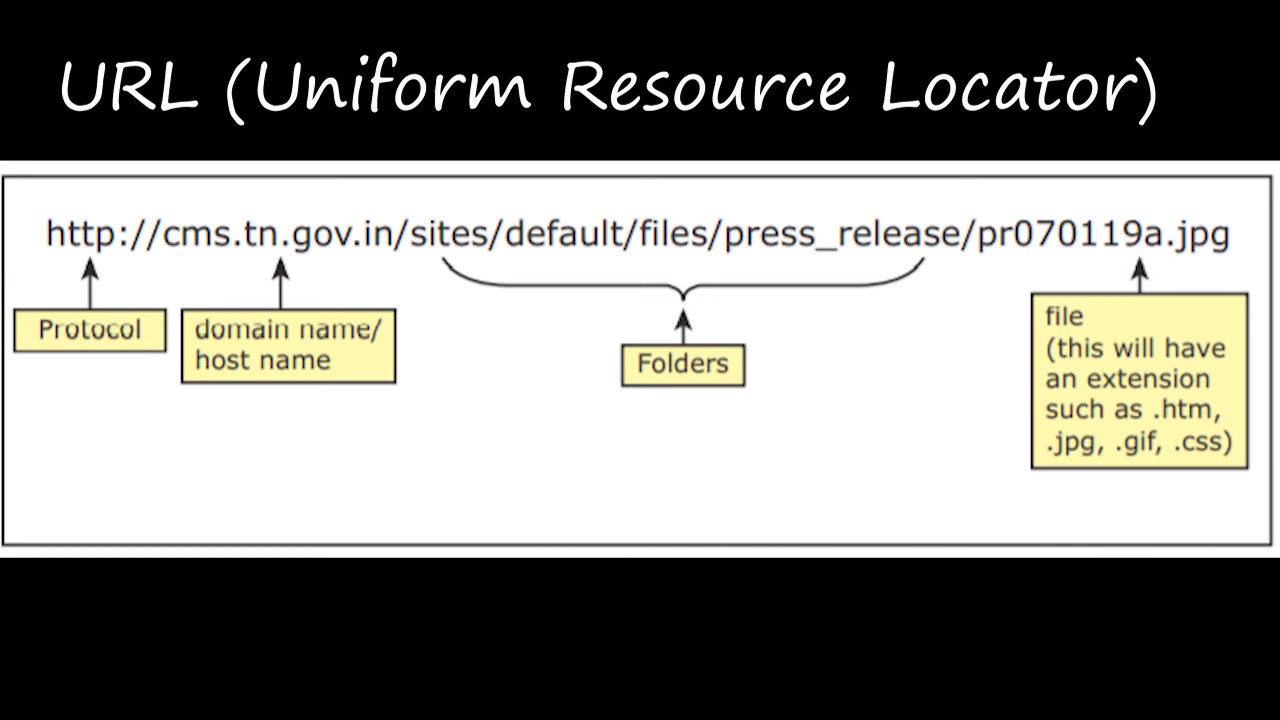 URL (Uniform Resource Locator)
http://cms.tn.gov.in/sites/default/files/press_release/pr070119a.jpg
Protocol
domain name/
host name
Folders
file
(this will have
an extension
such as .htm,
.jpg, .gif, .css)